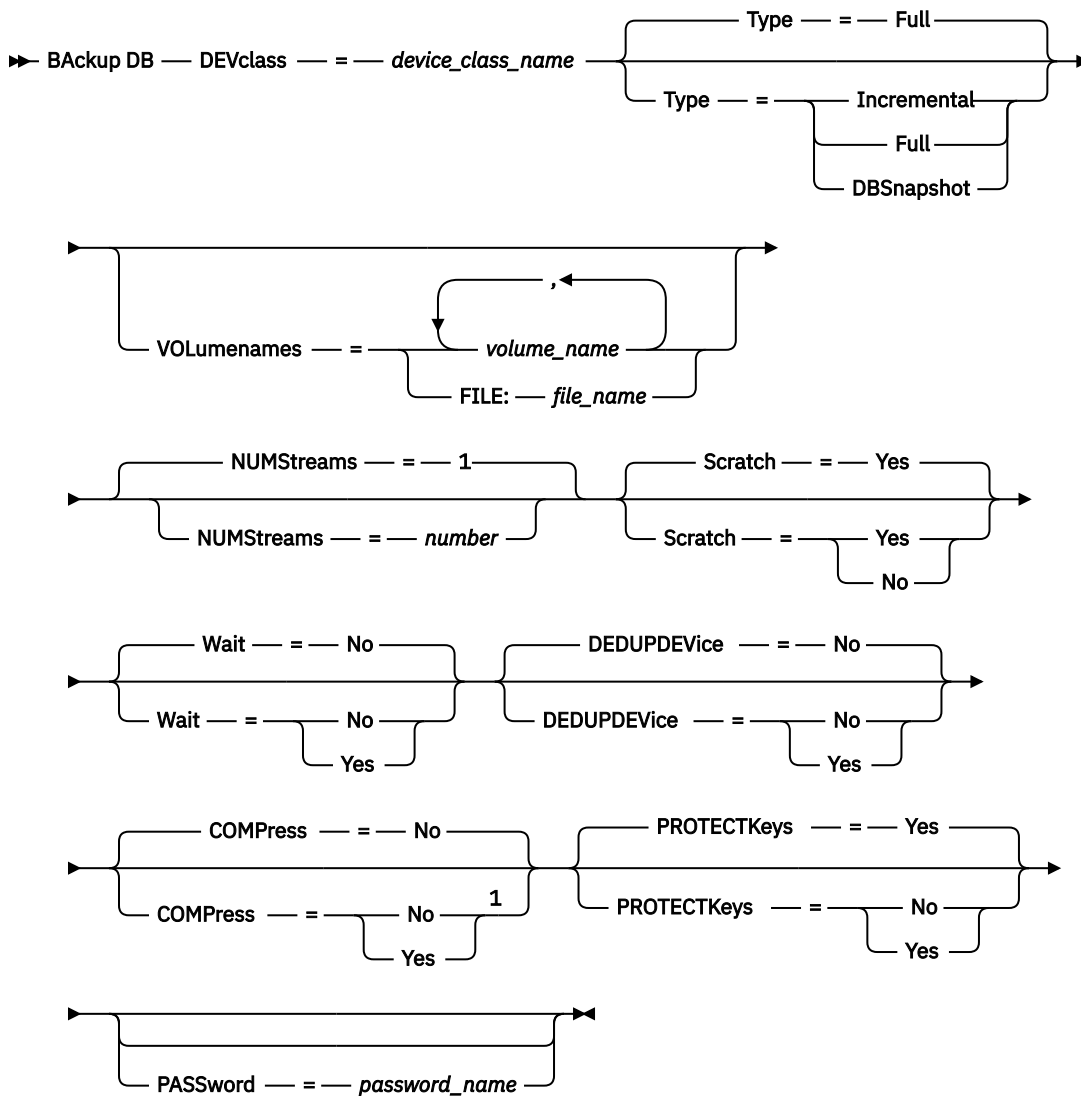 Type = Full
BAckup DB DEVclass = device_class_name
Type = Incremental
Full
DBSnapshot
,
VOLumenames = volume_name
FILE: file_name
NUMStreams = 1
NUMStreams = number
Scratch = Yes
Scratch = Yes
No
Wait = No
Wait = No
Yes
DEDUPDEVice = No
DEDUPDEVice = No
Yes
COMPress = No
COMPress = No 1
Yes
PROTECTKeys = Yes
PROTECTKeys = No
Yes
PASSword = password_name